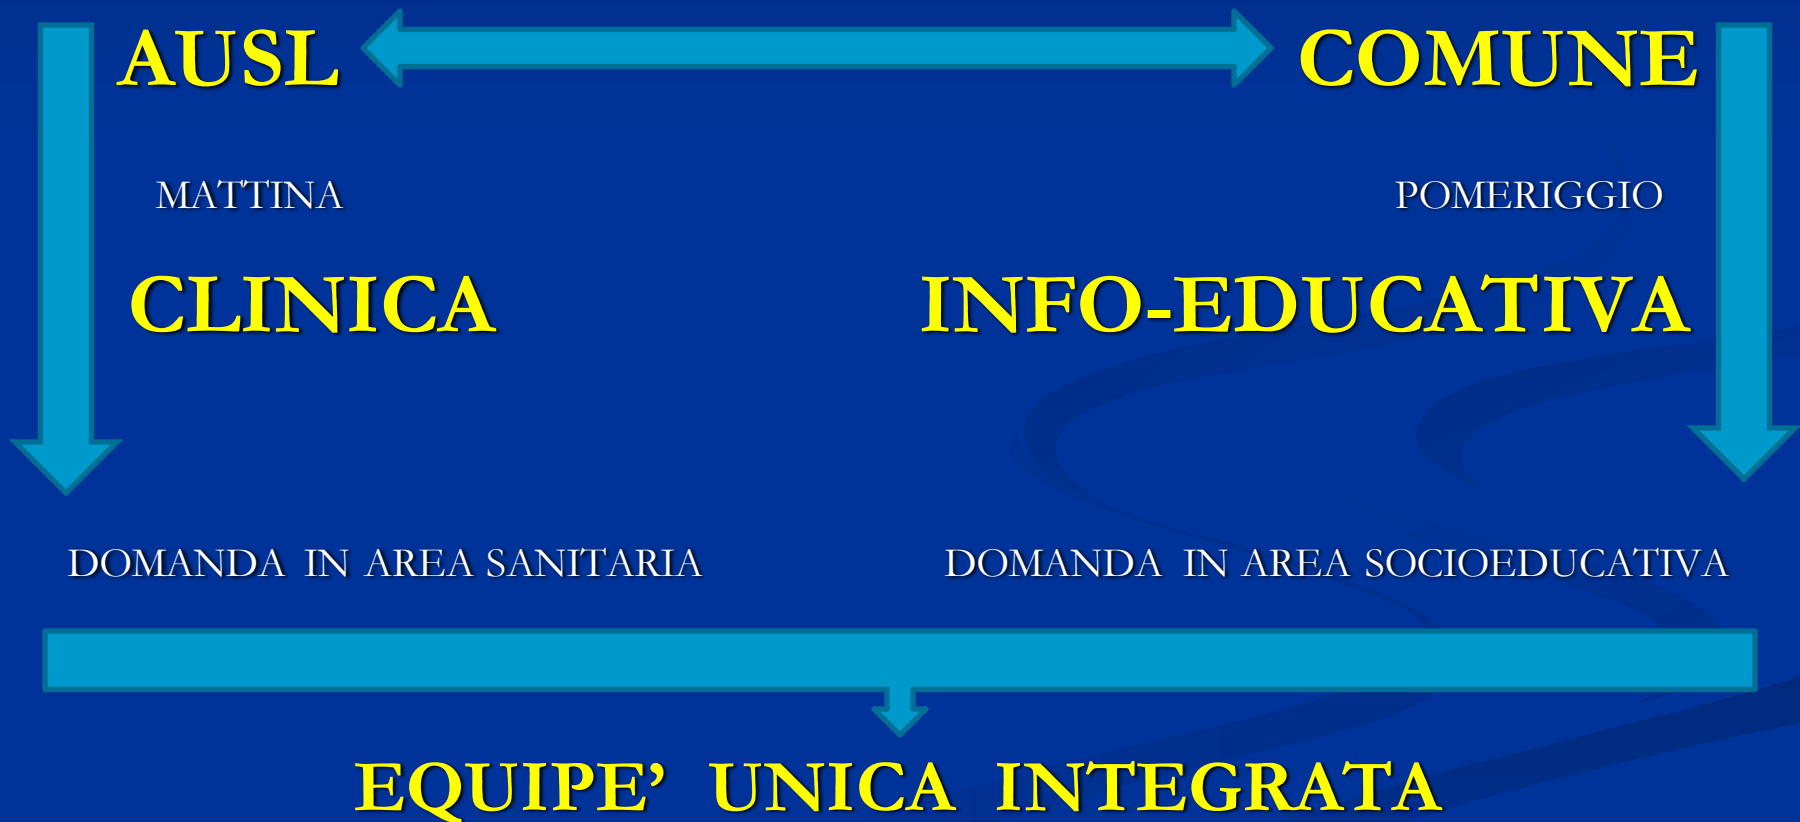 AUSL COMUNE
MATTINA POMERIGGIO
CLINICA INFO-EDUCATIVA
DOMANDA IN AREA SANITARIA DOMANDA IN AREA SOCIOEDUCATIVA
EQUIPE’ UNICA INTEGRATA